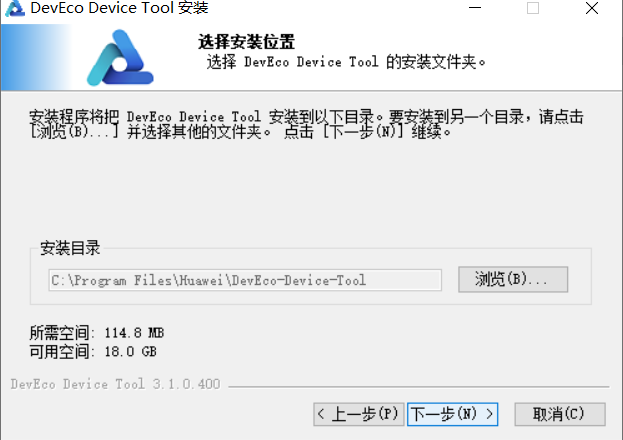 DevEco Device Tool 安装
选择安装位置
选择 DevEco Device Tool 的安装文件夹。
安装程序将把 DevEco Device Tool 安装到以下目录。要安装到另一个目录，请点击
[浏览(B)...] 并选择其他的文件夹。 点击 [下一步(N)] 继续。
安装目录
C:\Program Files\Huawei\DevEco-Device-Tool
浏览(B)...
所需空间: 114.8 MB
可用空间: 18.0 GB
DevEco Device Tool 3.1.0.400
< 上一步(P) 下一步(N) > 取消(C)